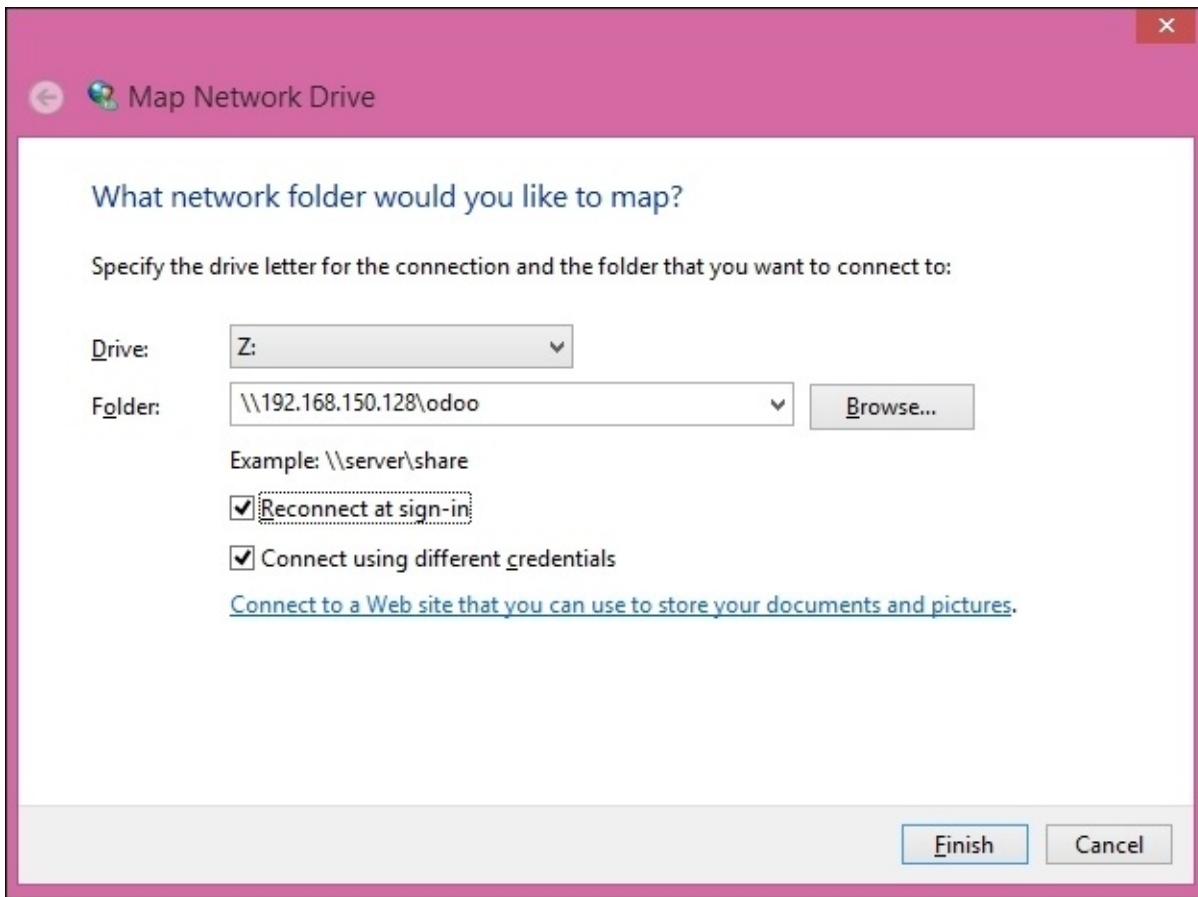 Map Network Drive
What network folder would you like to map?
Specify the drive letter for the connection and the folder that you want to connect to:
Drive: Z:
Folder: \\192.168.150.128\odoo Browse...
Example: \\server\share
Reconnect at sign-in
Connect using different credentials
Connect to a Web site that you can use to store your documents and pictures.
Finish Cancel